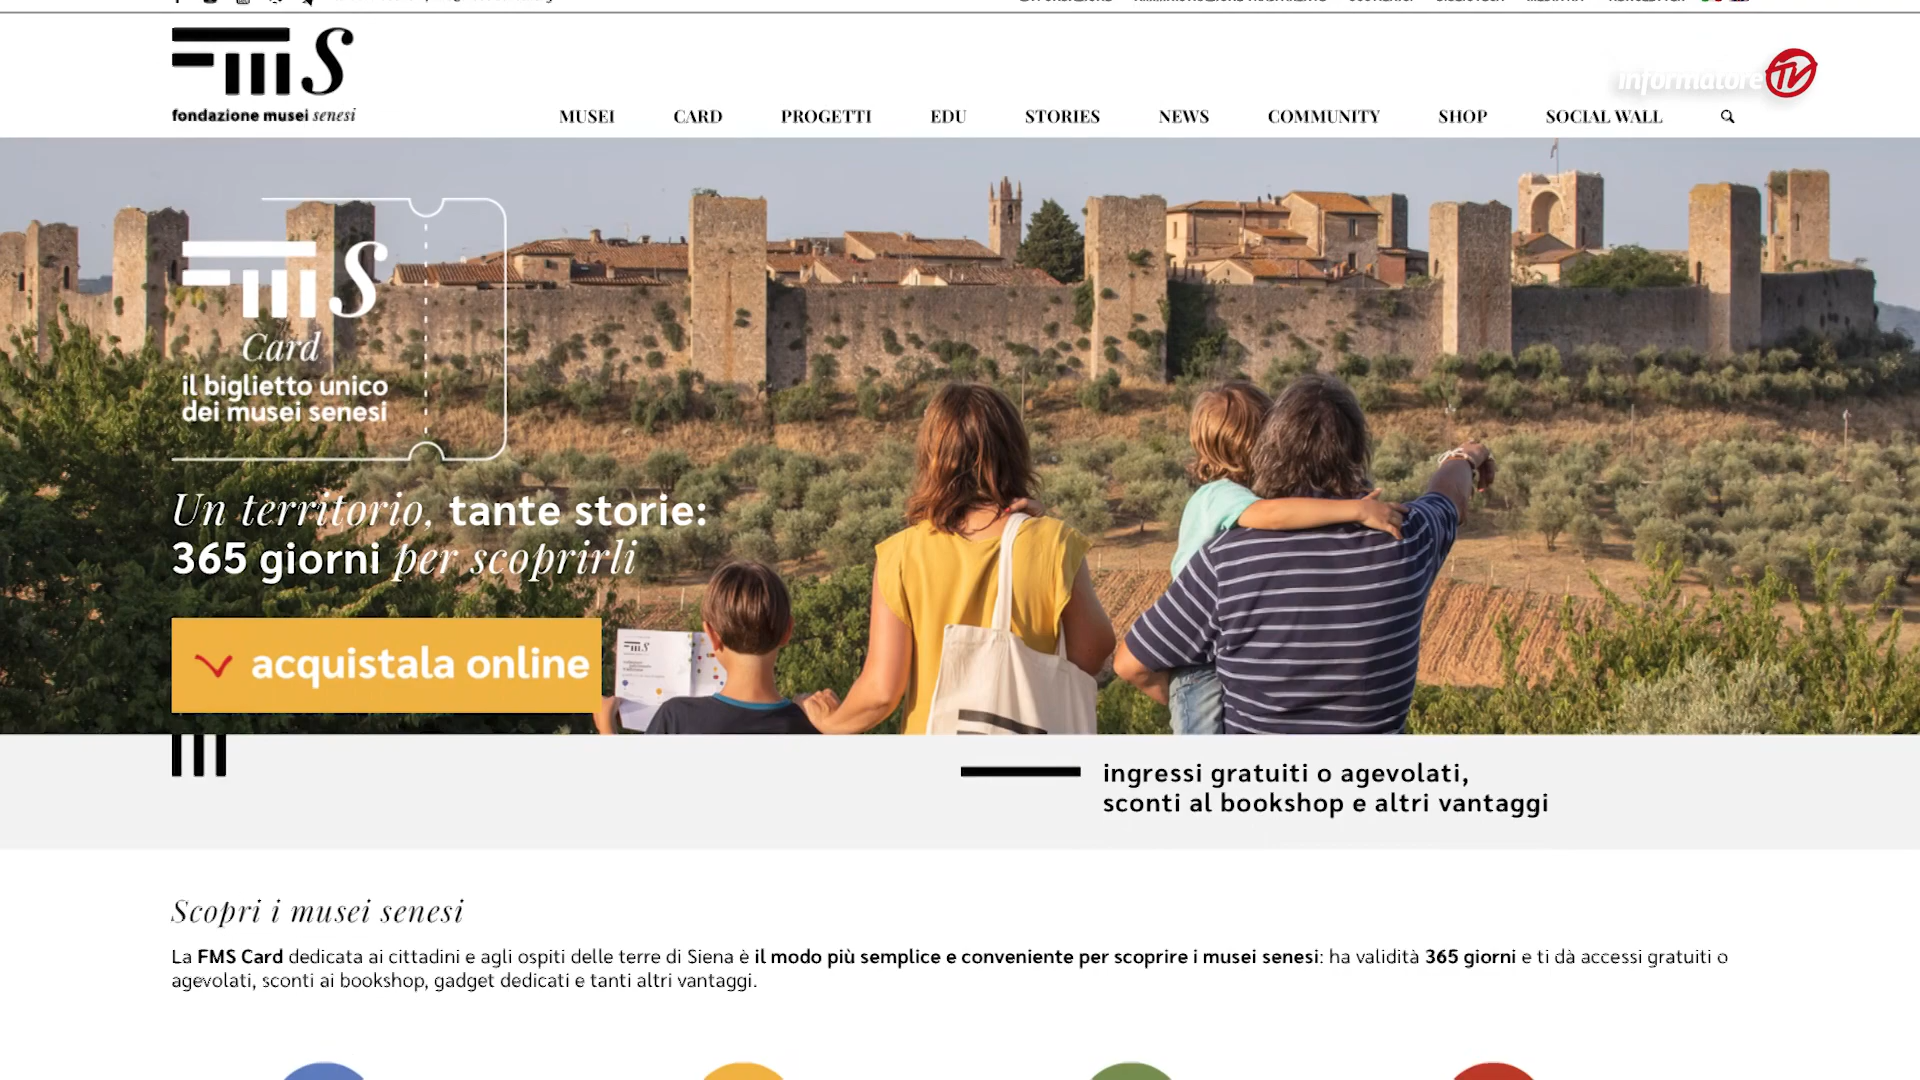 FMS
fondazione musei senesi
informatore TV
MUSEI CARD PROGETTI EDU STORIES NEWS COMMUNITY SHOP SOCIAL WALL
FMS
Card
il biglietto unico
dei musei senesi
Un territorio, tante storie:
365 giorni per scoprirli
acquistala online
ingressi gratuiti o agevolati,
sconti al bookshop e altri vantaggi
Scopri i musei senesi
La FMS Card dedicata ai cittadini e agli ospiti delle terre di Siena è il modo più semplice e conveniente per scoprire i musei senesi: ha validità 365 giorni e ti dà accessi gratuiti o
agevolati, sconti ai bookshop, gadget dedicati e tanti altri vantaggi.